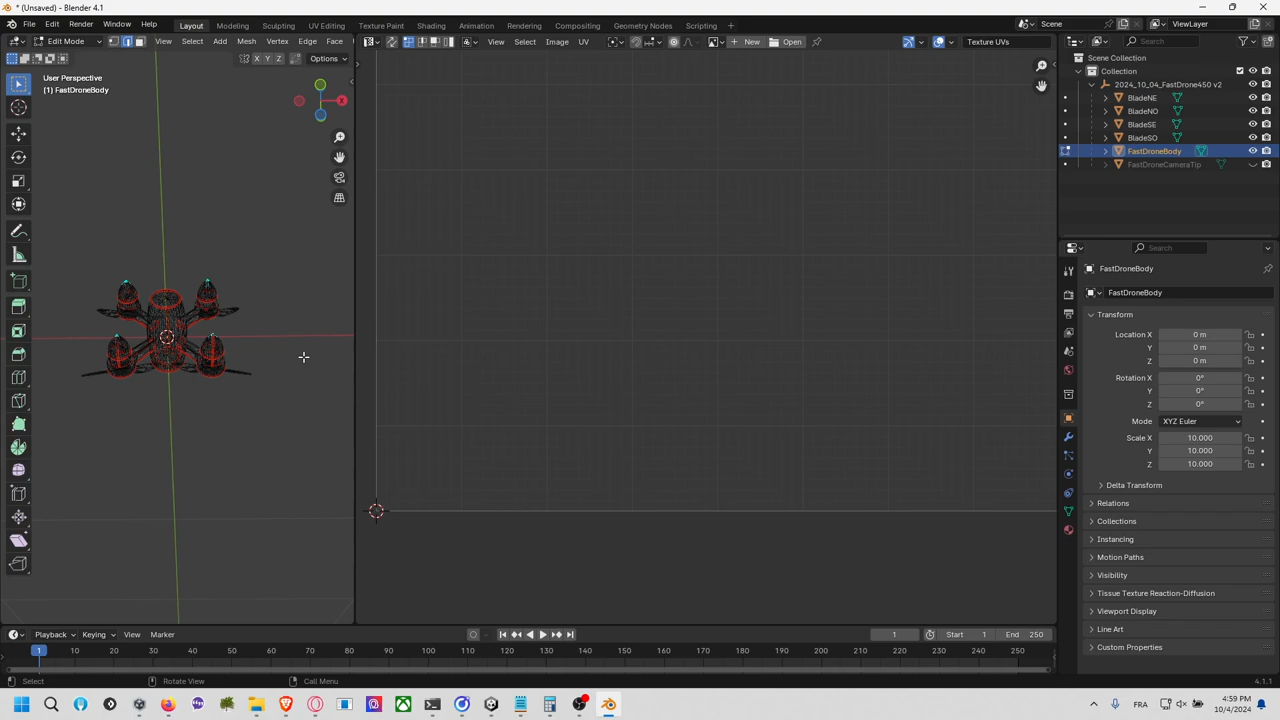 * (Unsaved) - Blender 4.1
File Edit Render Window Help Layout Modeling Sculpting UV Editing Texture Paint Shading Animation Rendering Compositing Geometry Nodes Scripting + Scene ViewLayer
Edit Mode View Select Add Mesh Vertex Edge Face View Select Image UV New Open Texture UVs Search
X Y Z Options
User Perspective
(1) FastDroneBody
Scene Collection
Collection
2024_10_04_FastDrone450 v2
BladeNE
BladeNO
BladeSE
BladeSO
FastDroneBody
FastDroneCameraTip
Search
FastDroneBody
FastDroneBody
Transform
Location X 0 m
Y 0 m
Z 0 m
Rotation X 0°
Y 0°
Z 0°
Mode XYZ Euler
Scale X 10.000
Y 10.000
Z 10.000
Delta Transform
Relations
Collections
Instancing
Motion Paths
Visibility
Tissue Texture Reaction-Diffusion
Viewport Display
Line Art
Custom Properties
Playback Keying View Marker 1 Start 1 End 250
1 10 20 30 40 50 60 70 80 90 100 110 120 130 140 150 160 170 180 190 200 210 220 230 240 250
Select Rotate View Call Menu 4.1.1
FRA 4:59 PM
10/4/2024